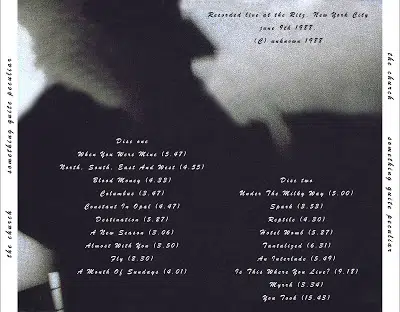 Recorded live at the Ritz, New York City
june 9th 1988.
(C) unknown 1988
Disc one
When You Were Mine (5.47)
North, South, East And West (4.55)
Blood Money (4.33)
Columbus (3.47)
Constant In Opal (4.47)
Destination (5.27)
A New Season (3.06)
Almost With You (3.50)
Fly (2.30)
A Month Of Sundays (4.01)
Disc two
Under The Milky Way (5.00)
Spark (3.53)
Reptile (4.30)
Hotel Womb (5.27)
Tantalized (6.31)
An Interlude (5.49)
Is This Where You Live? (9.18)
Myrrh (3.34)
You Took (15.43)
the church
something quite peculiar
the church
something quite peculiar